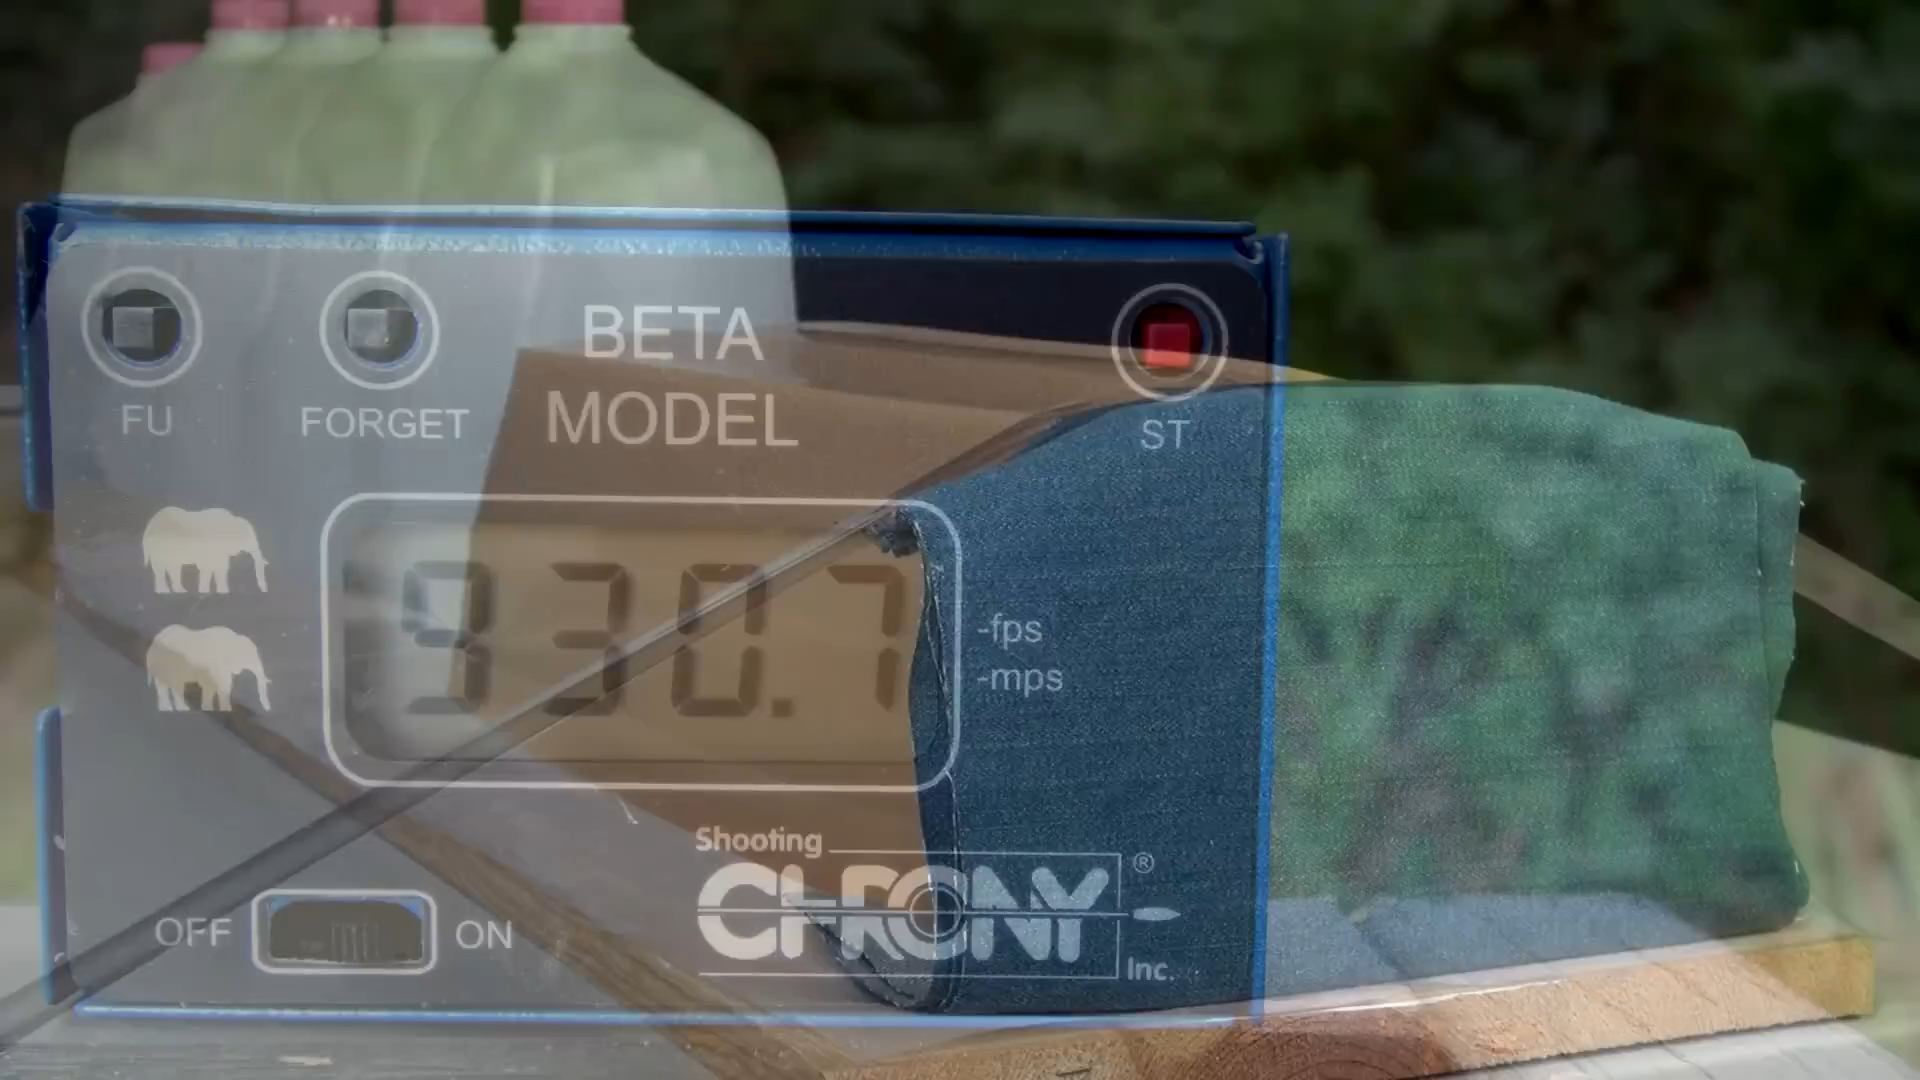 BETA
MODEL
FU
FORGET
ST
930.7
-fps
-mps
Shooting
CHRONY ®
Inc.
OFF
ON